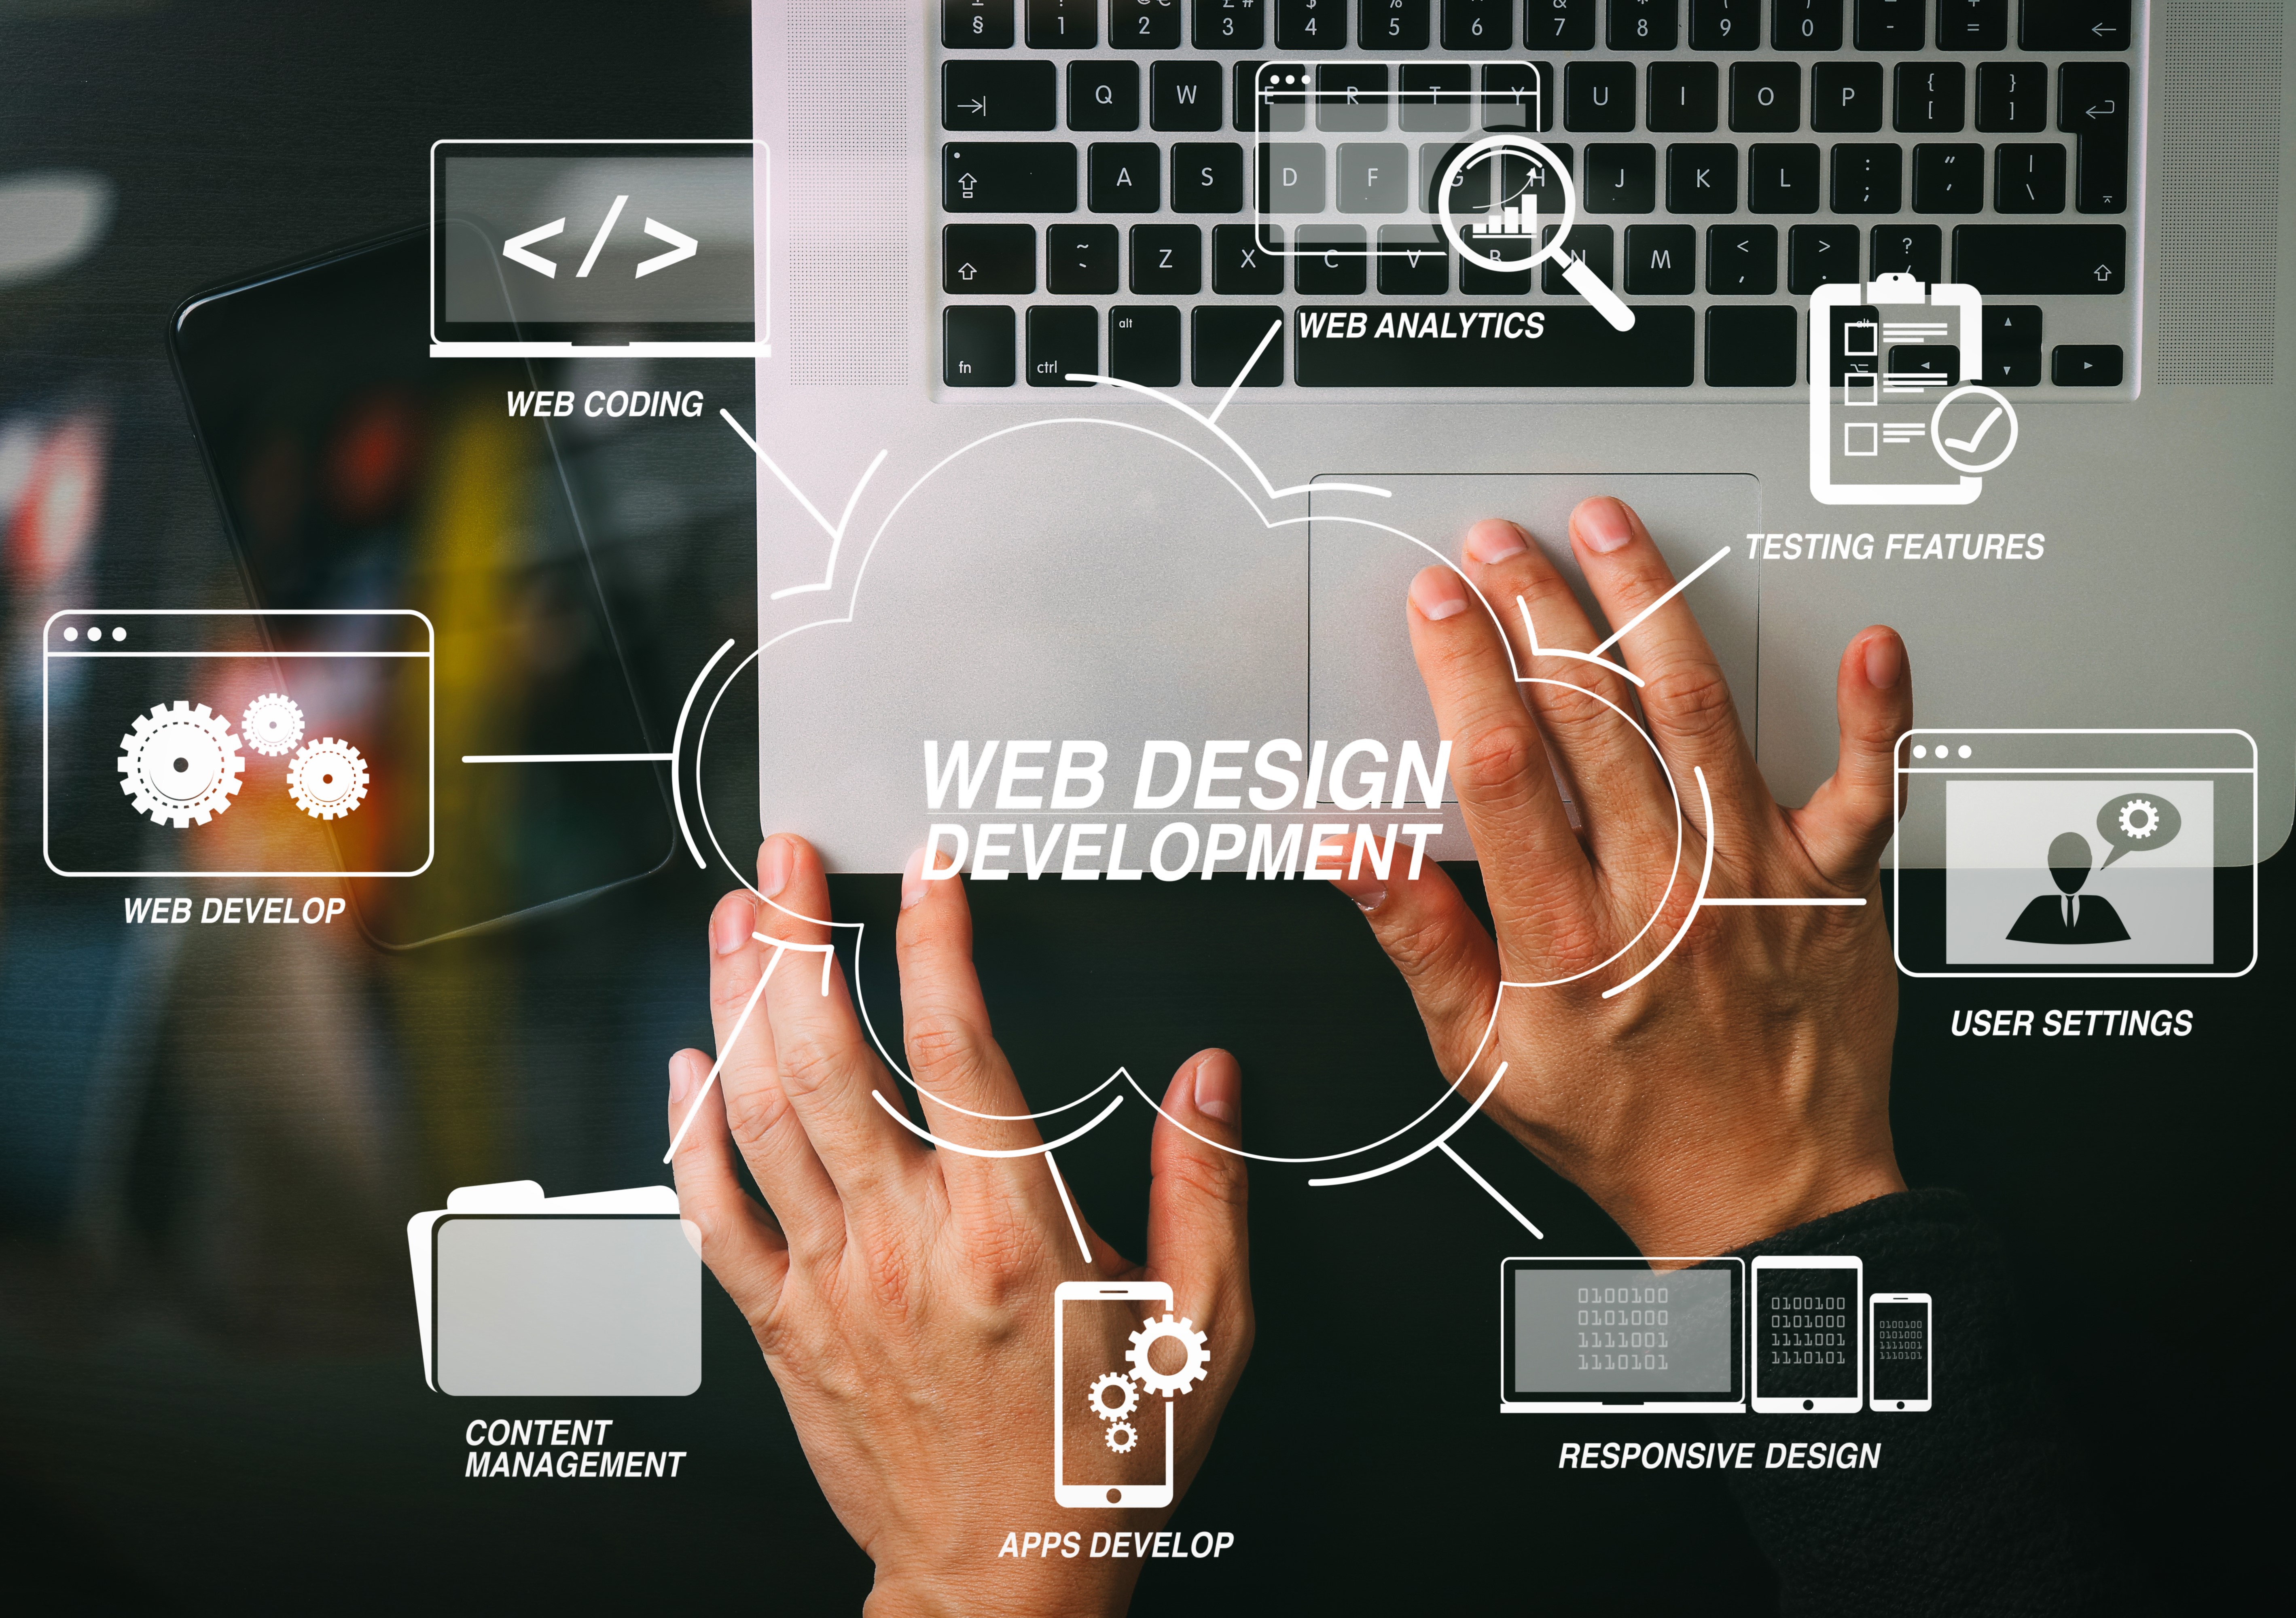 § 1 2 3 4 5 6 7 8 9 0 - =
Q W E R T Y U I O P { [ } ]
A S D F G H J K L : ; " ' | \
~ Z X C V B N M < , > . ? /
fn ctrl alt alt
</>
WEB CODING
WEB ANALYTICS
TESTING FEATURES
WEB DESIGN
DEVELOPMENT
WEB DEVELOP
USER SETTINGS
CONTENT
MANAGEMENT
APPS DEVELOP
0100100
0101000
1111001
1110101
0100100
0101000
1111001
1110101
0100100
0101000
1111001
1110101
RESPONSIVE DESIGN